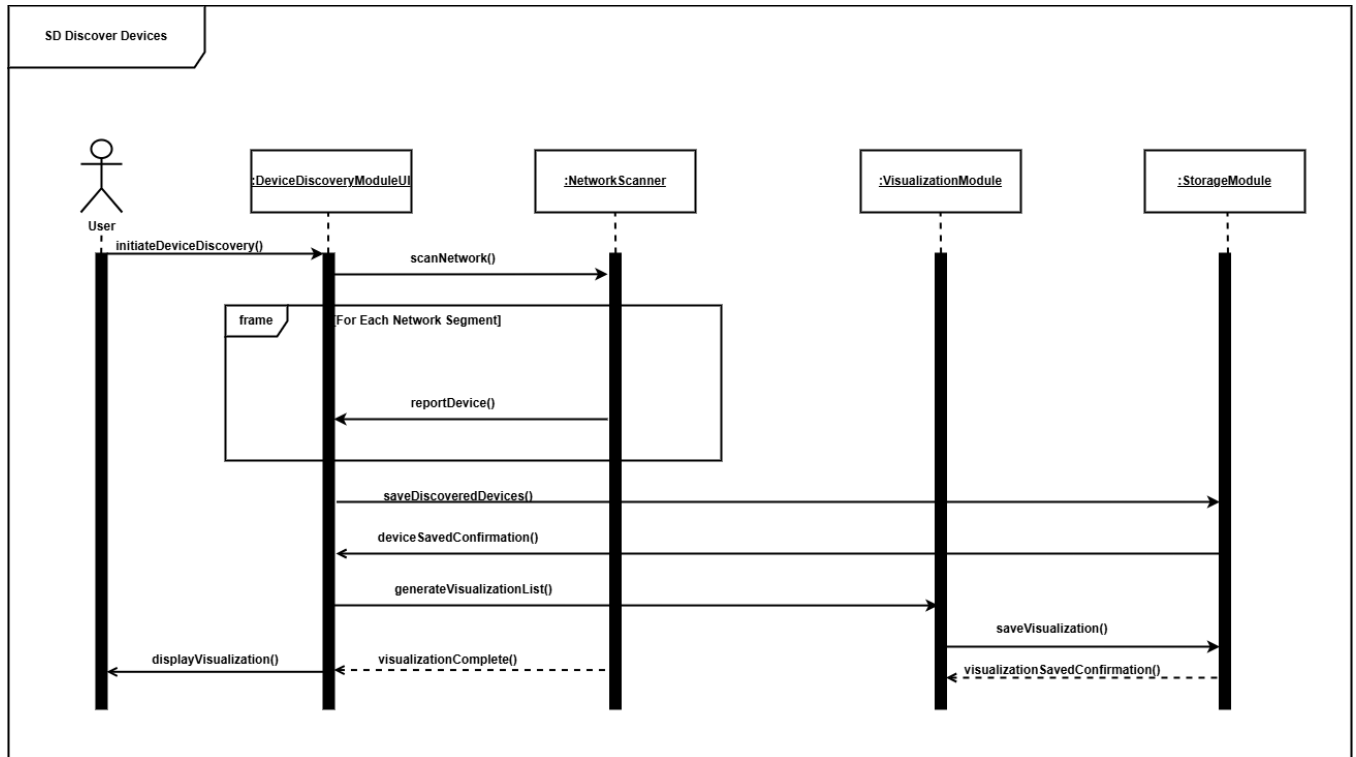 SD Discover Devices
:DeviceDiscoveryModuleUI
:NetworkScanner
:VisualizationModule
:StorageModule
User
initiateDeviceDiscovery()
scanNetwork()
frame
[For Each Network Segment]
reportDevice()
saveDiscoveredDevices()
deviceSavedConfirmation()
generateVisualizationList()
saveVisualization()
displayVisualization()
visualizationComplete()
visualizationSavedConfirmation()